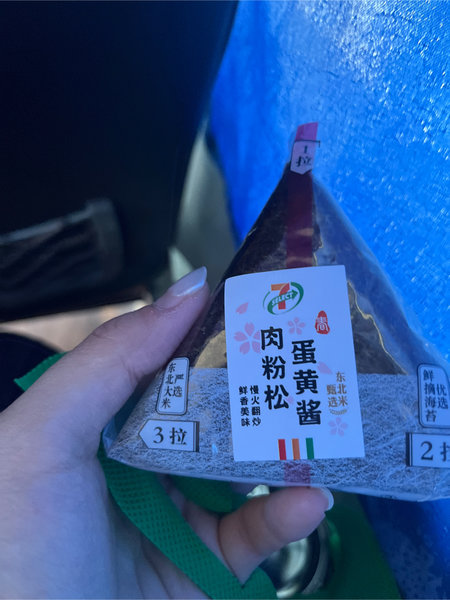 1
拉
7
SELECT
蛋黄酱
肉粉松
东北米
甄选
慢火翻炒
鲜香美味
严选
东北大米
3拉
优选
鲜摘海苔
2拉